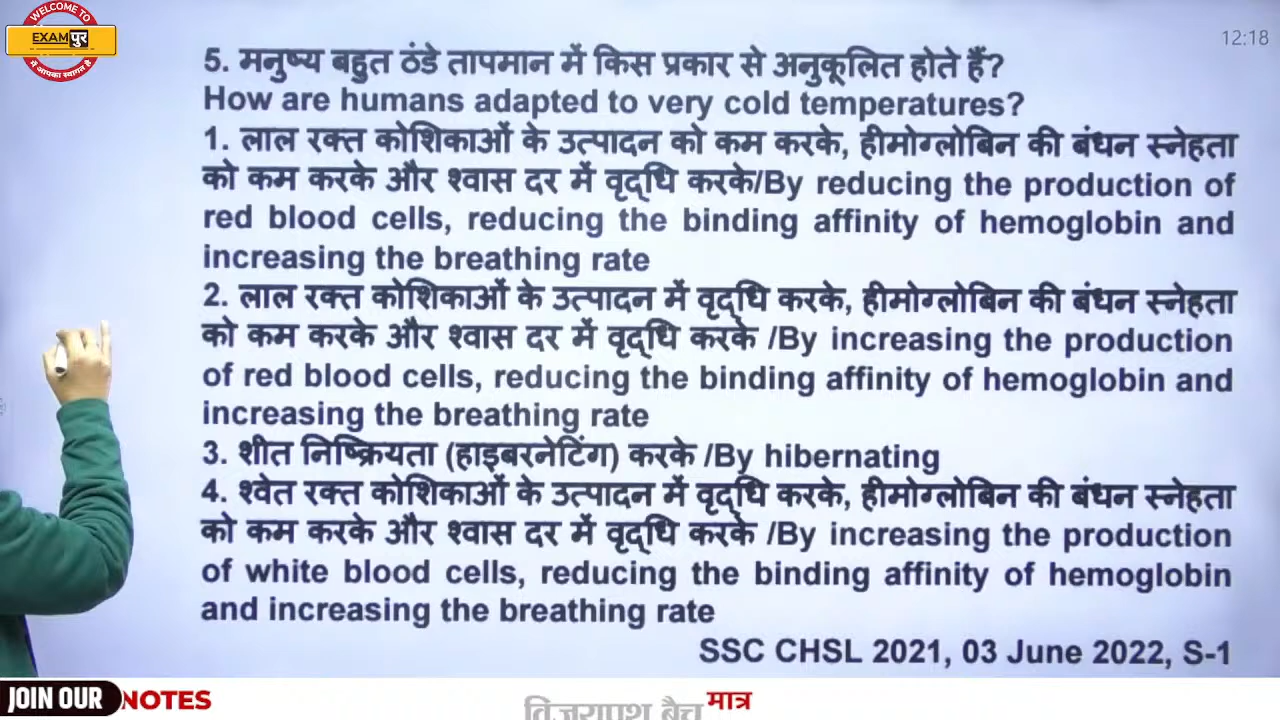 WELCOME TO
EXAMपुर
में आपका स्वागत है
12:18
5. मनुष्य बहुत ठंडे तापमान में किस प्रकार से अनुकूलित होते हैं?
How are humans adapted to very cold temperatures?
1. लाल रक्त कोशिकाओं के उत्पादन को कम करके, हीमोग्लोबिन की बंधन स्नेहता
को कम करके और श्वास दर में वृद्धि करके/By reducing the production of
red blood cells, reducing the binding affinity of hemoglobin and
increasing the breathing rate
2. लाल रक्त कोशिकाओं के उत्पादन में वृद्धि करके, हीमोग्लोबिन की बंधन स्नेहता
को कम करके और श्वास दर में वृद्धि करके /By increasing the production
of red blood cells, reducing the binding affinity of hemoglobin and
increasing the breathing rate
3. शीत निष्क्रियता (हाइबरनेटिंग) करके /By hibernating
4. श्वेत रक्त कोशिकाओं के उत्पादन में वृद्धि करके, हीमोग्लोबिन की बंधन स्नेहता
को कम करके और श्वास दर में वृद्धि करके /By increasing the production
of white blood cells, reducing the binding affinity of hemoglobin
and increasing the breathing rate
SSC CHSL 2021, 03 June 2022, S-1
JOIN OUR NOTES
मात्र